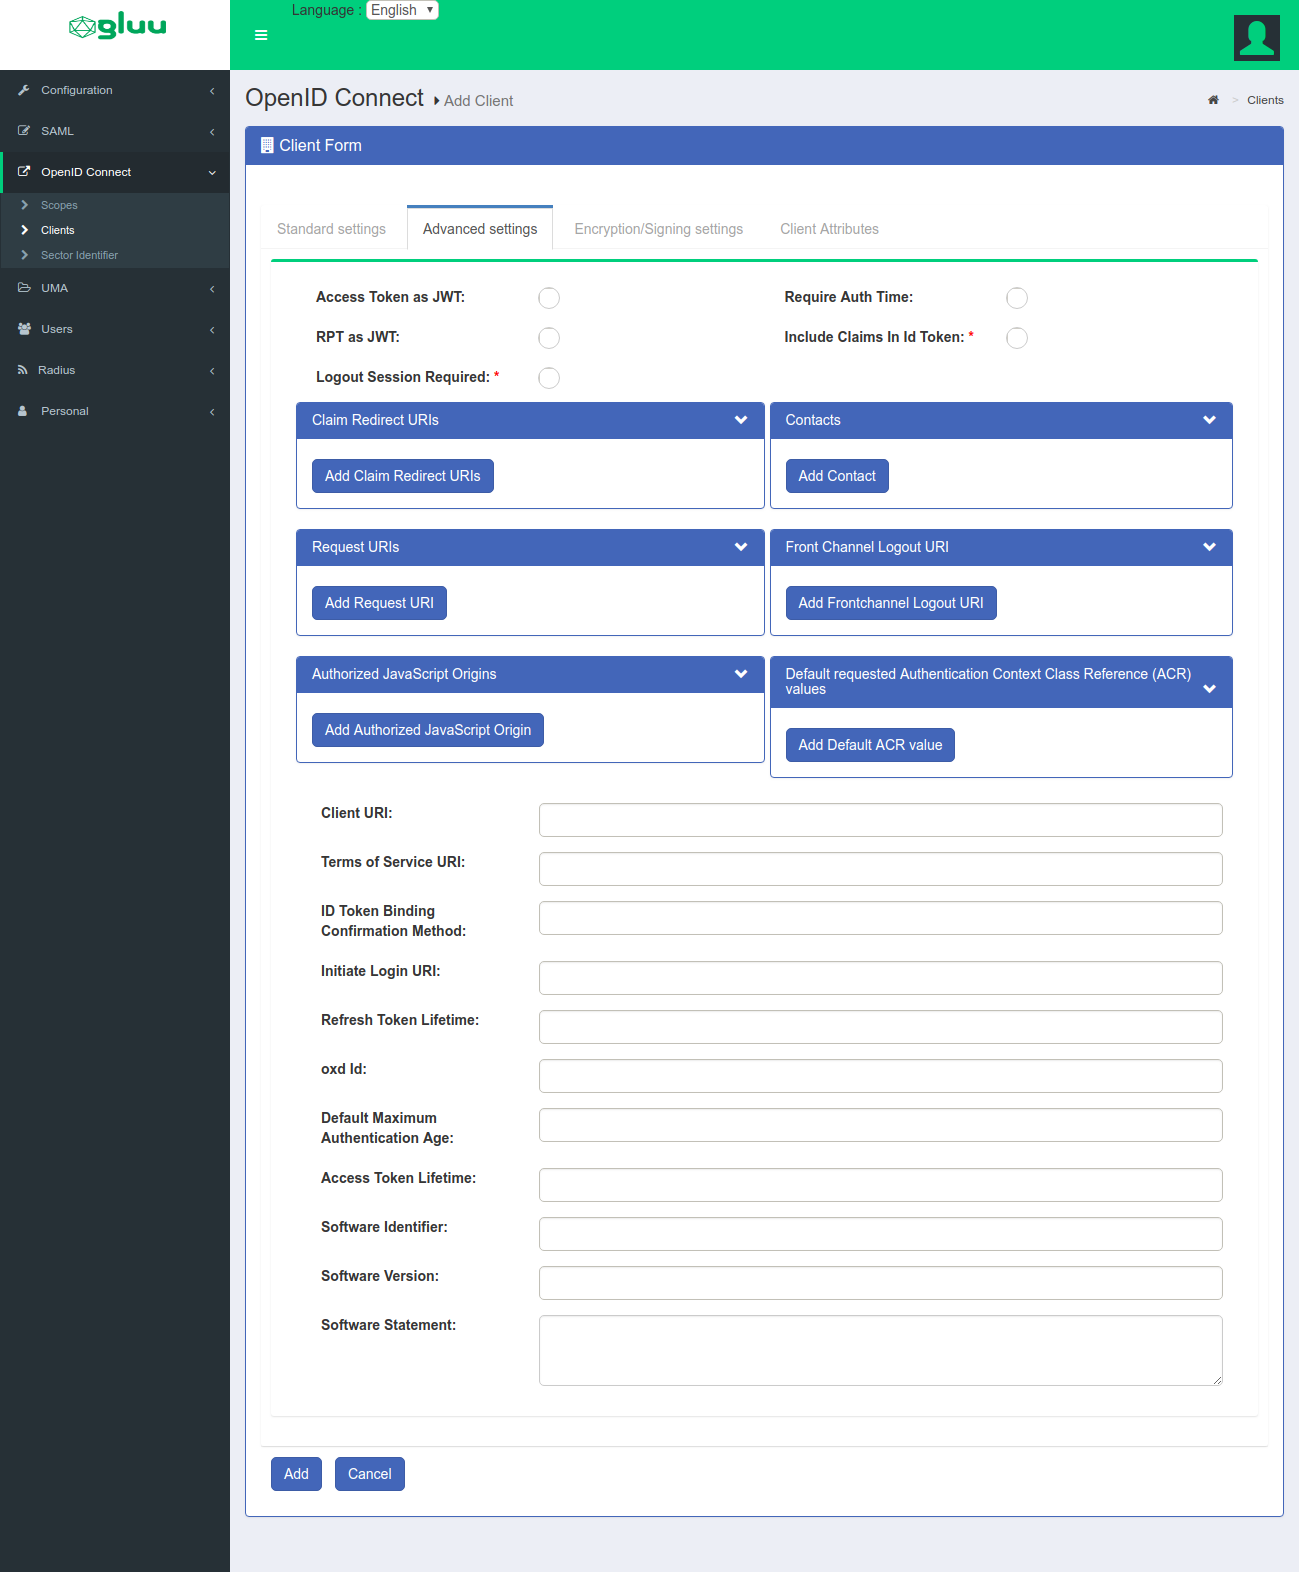 gluu
Language : English
Configuration
SAML
OpenID Connect
Scopes
Clients
Sector Identifier
UMA
Users
Radius
Personal
OpenID Connect Add Client
> Clients
Client Form
Standard settings Advanced settings Encryption/Signing settings Client Attributes
Access Token as JWT: Require Auth Time:
RPT as JWT: Include Claims In Id Token: *
Logout Session Required: *
Claim Redirect URIs Contacts
Add Claim Redirect URIs Add Contact
Request URIs Front Channel Logout URI
Add Request URI Add Frontchannel Logout URI
Authorized JavaScript Origins
Add Authorized JavaScript Origin
Default requested Authentication Context Class Reference (ACR)
values
Add Default ACR value
Client URI:
Terms of Service URI:
ID Token Binding
Confirmation Method:
Initiate Login URI:
Refresh Token Lifetime:
oxd Id:
Default Maximum
Authentication Age:
Access Token Lifetime:
Software Identifier:
Software Version:
Software Statement:
Add Cancel